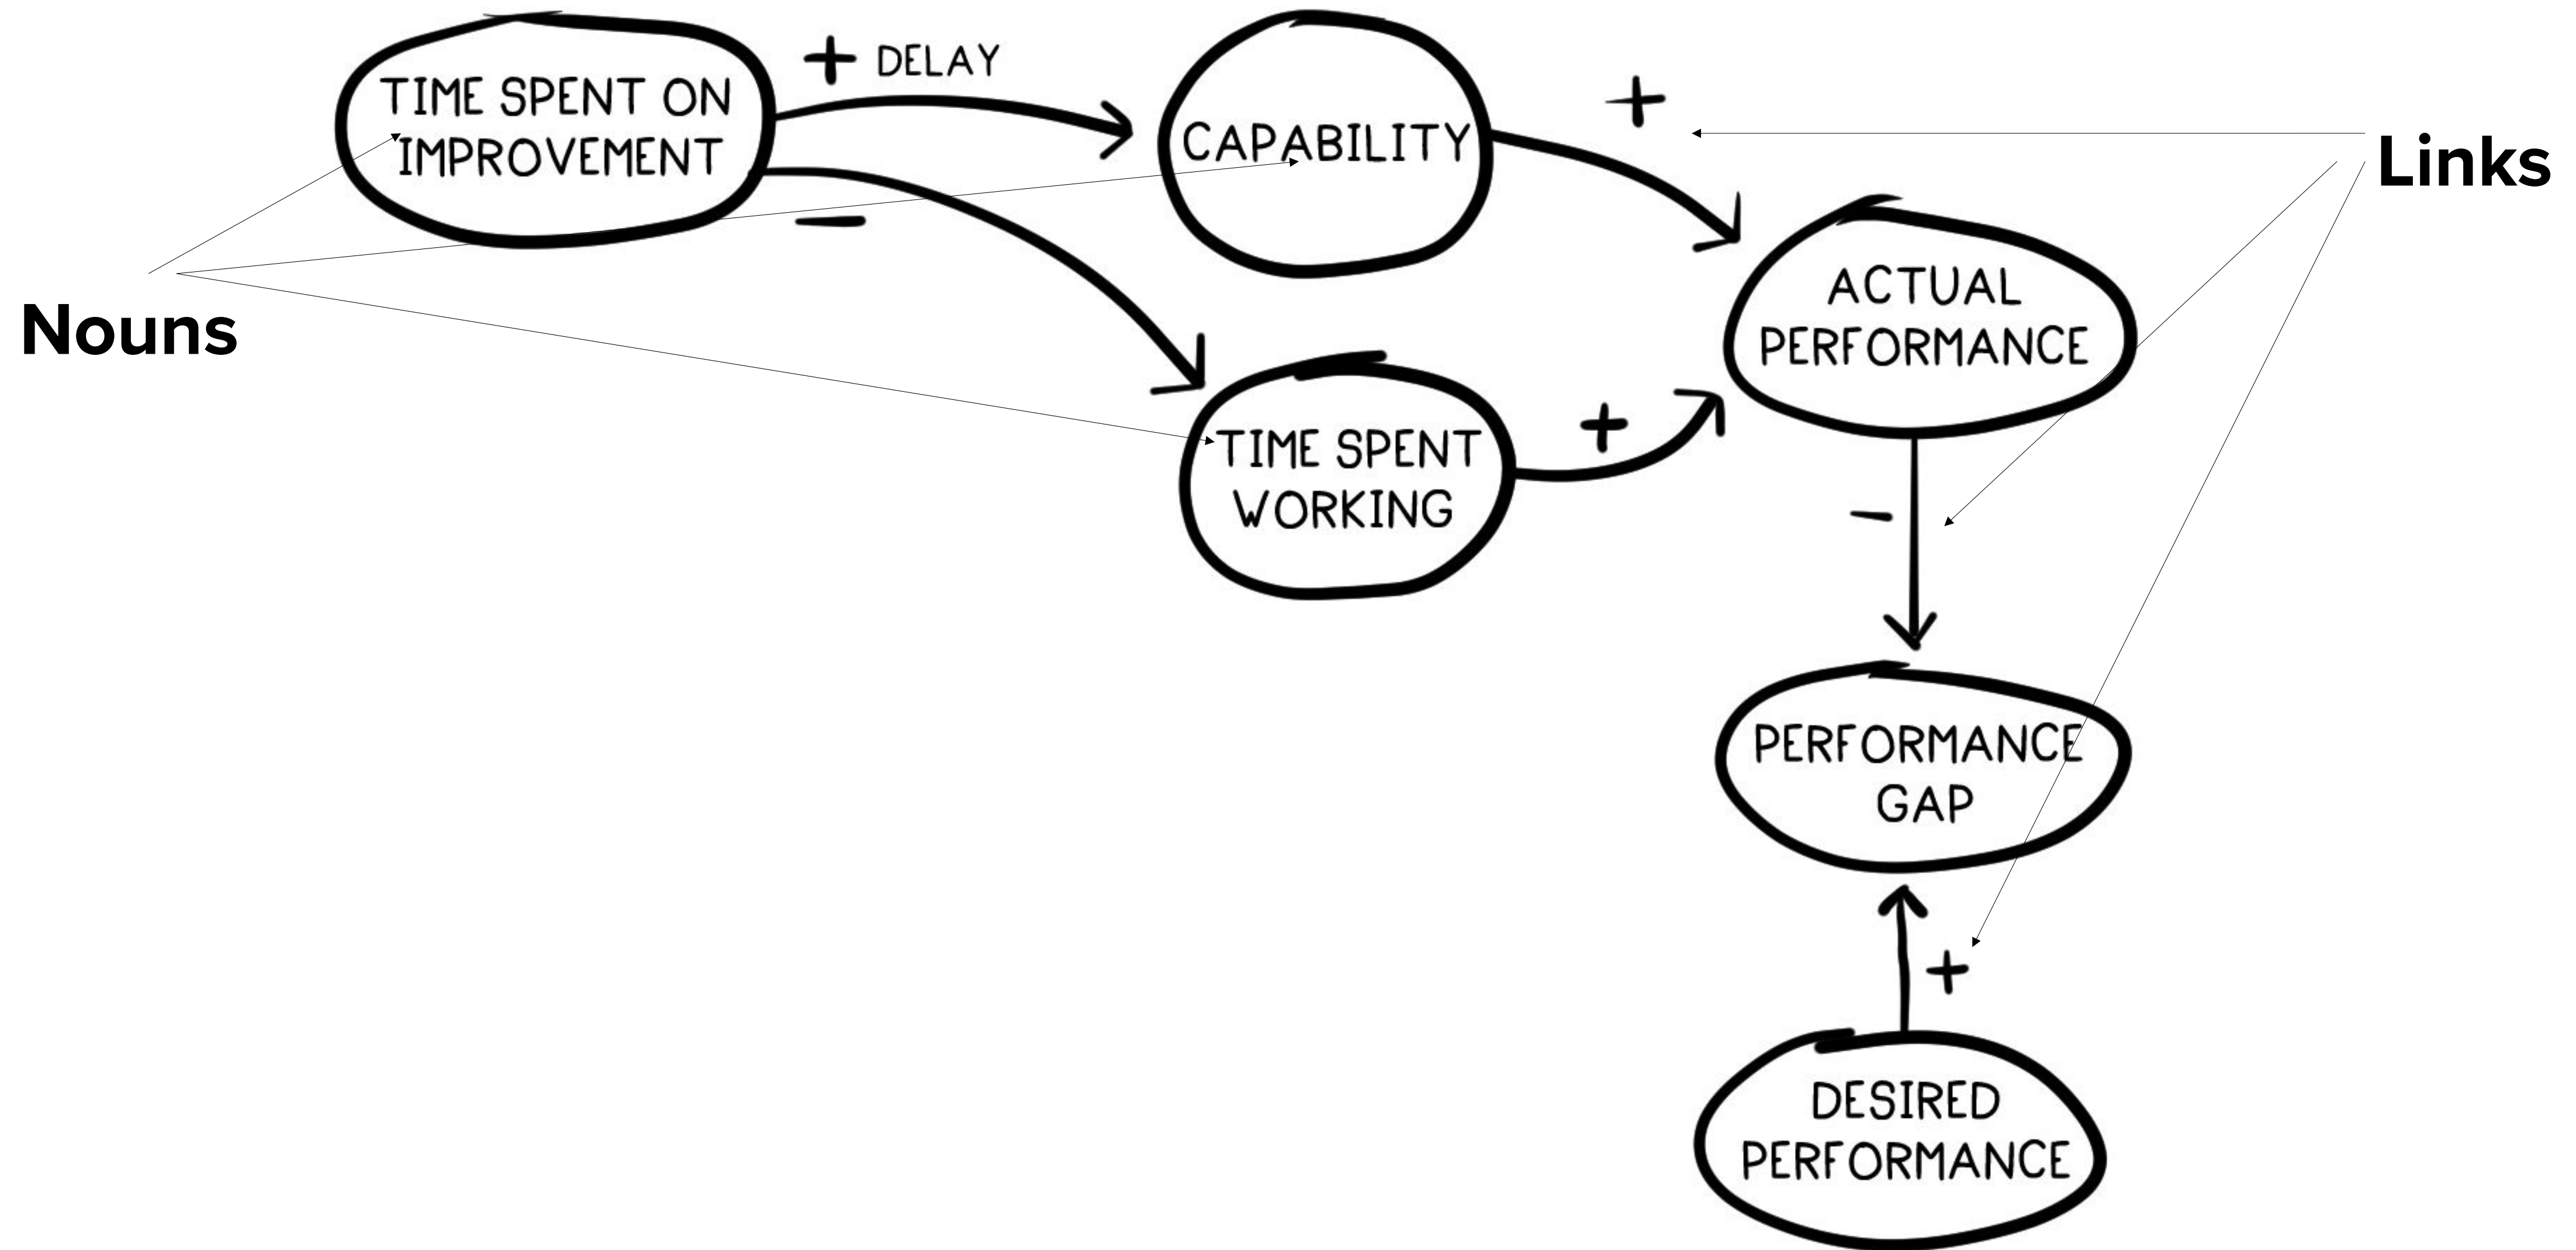 TIME SPENT ON
IMPROVEMENT
+ DELAY
CAPABILITY
+
Links
−
Nouns
ACTUAL
PERFORMANCE
TIME SPENT
WORKING
+
−
PERFORMANCE
GAP
+
DESIRED
PERFORMANCE